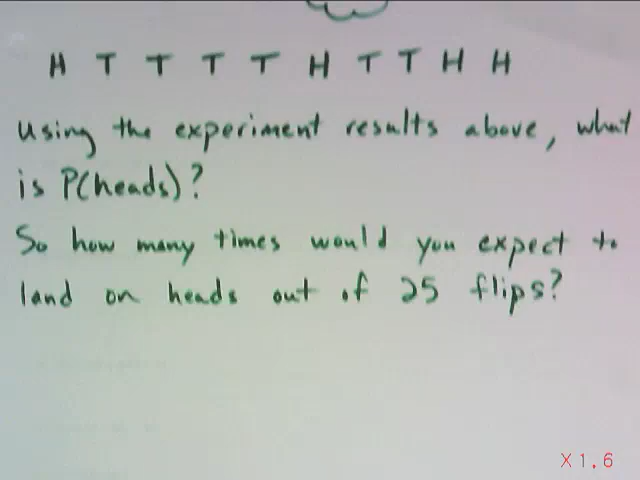 H T T T T H T T H H
Using the experiment results above, what
is P(heads)?
So how many times would you expect to
land on heads out of 25 flips?
X1.6